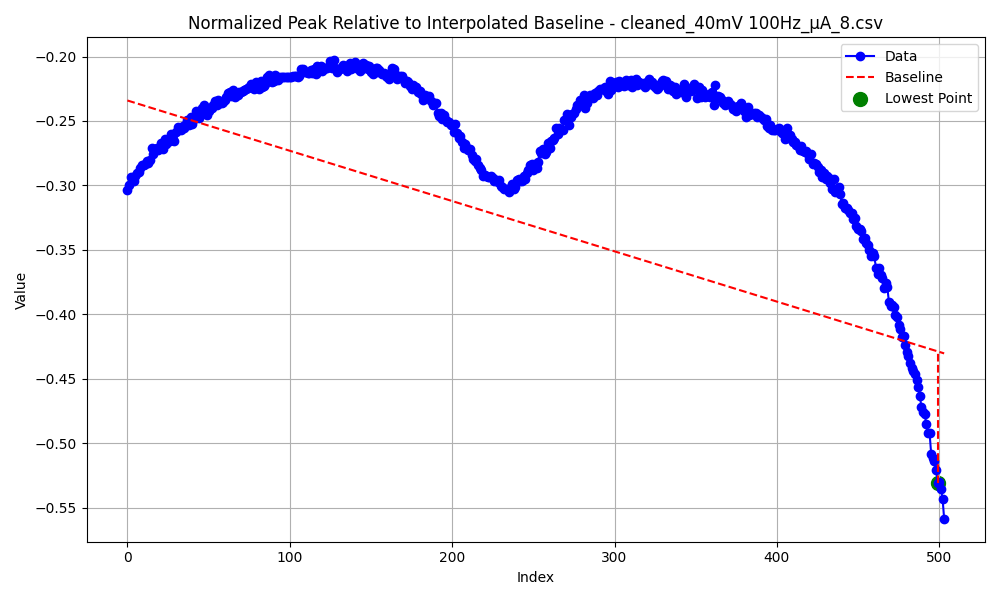 Normalized Peak Relative to Interpolated Baseline - cleaned_40mV 100Hz_µA_8.csv
Data
Baseline
Lowest Point
Value
−0.20
−0.25
−0.30
−0.35
−0.40
−0.45
−0.50
−0.55
0 100 200 300 400 500
Index